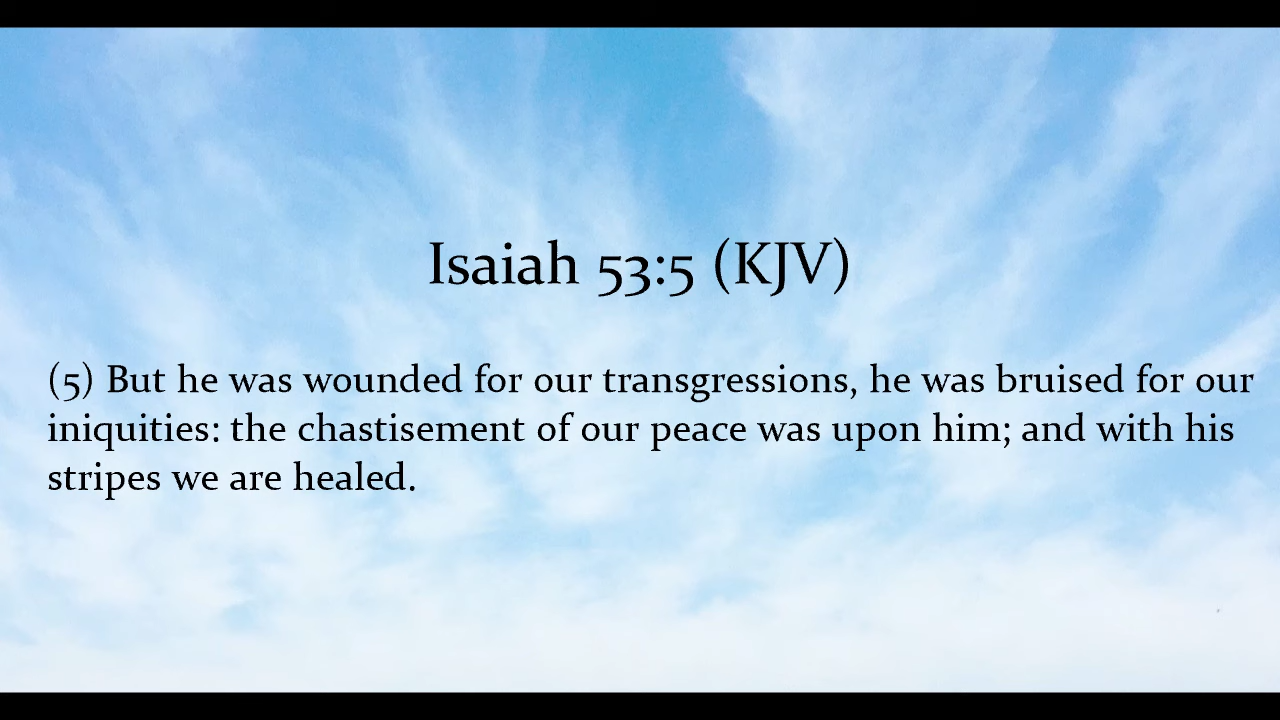 Isaiah 53:5 (KJV)
(5) But he was wounded for our transgressions, he was bruised for our
iniquities: the chastisement of our peace was upon him; and with his
stripes we are healed.